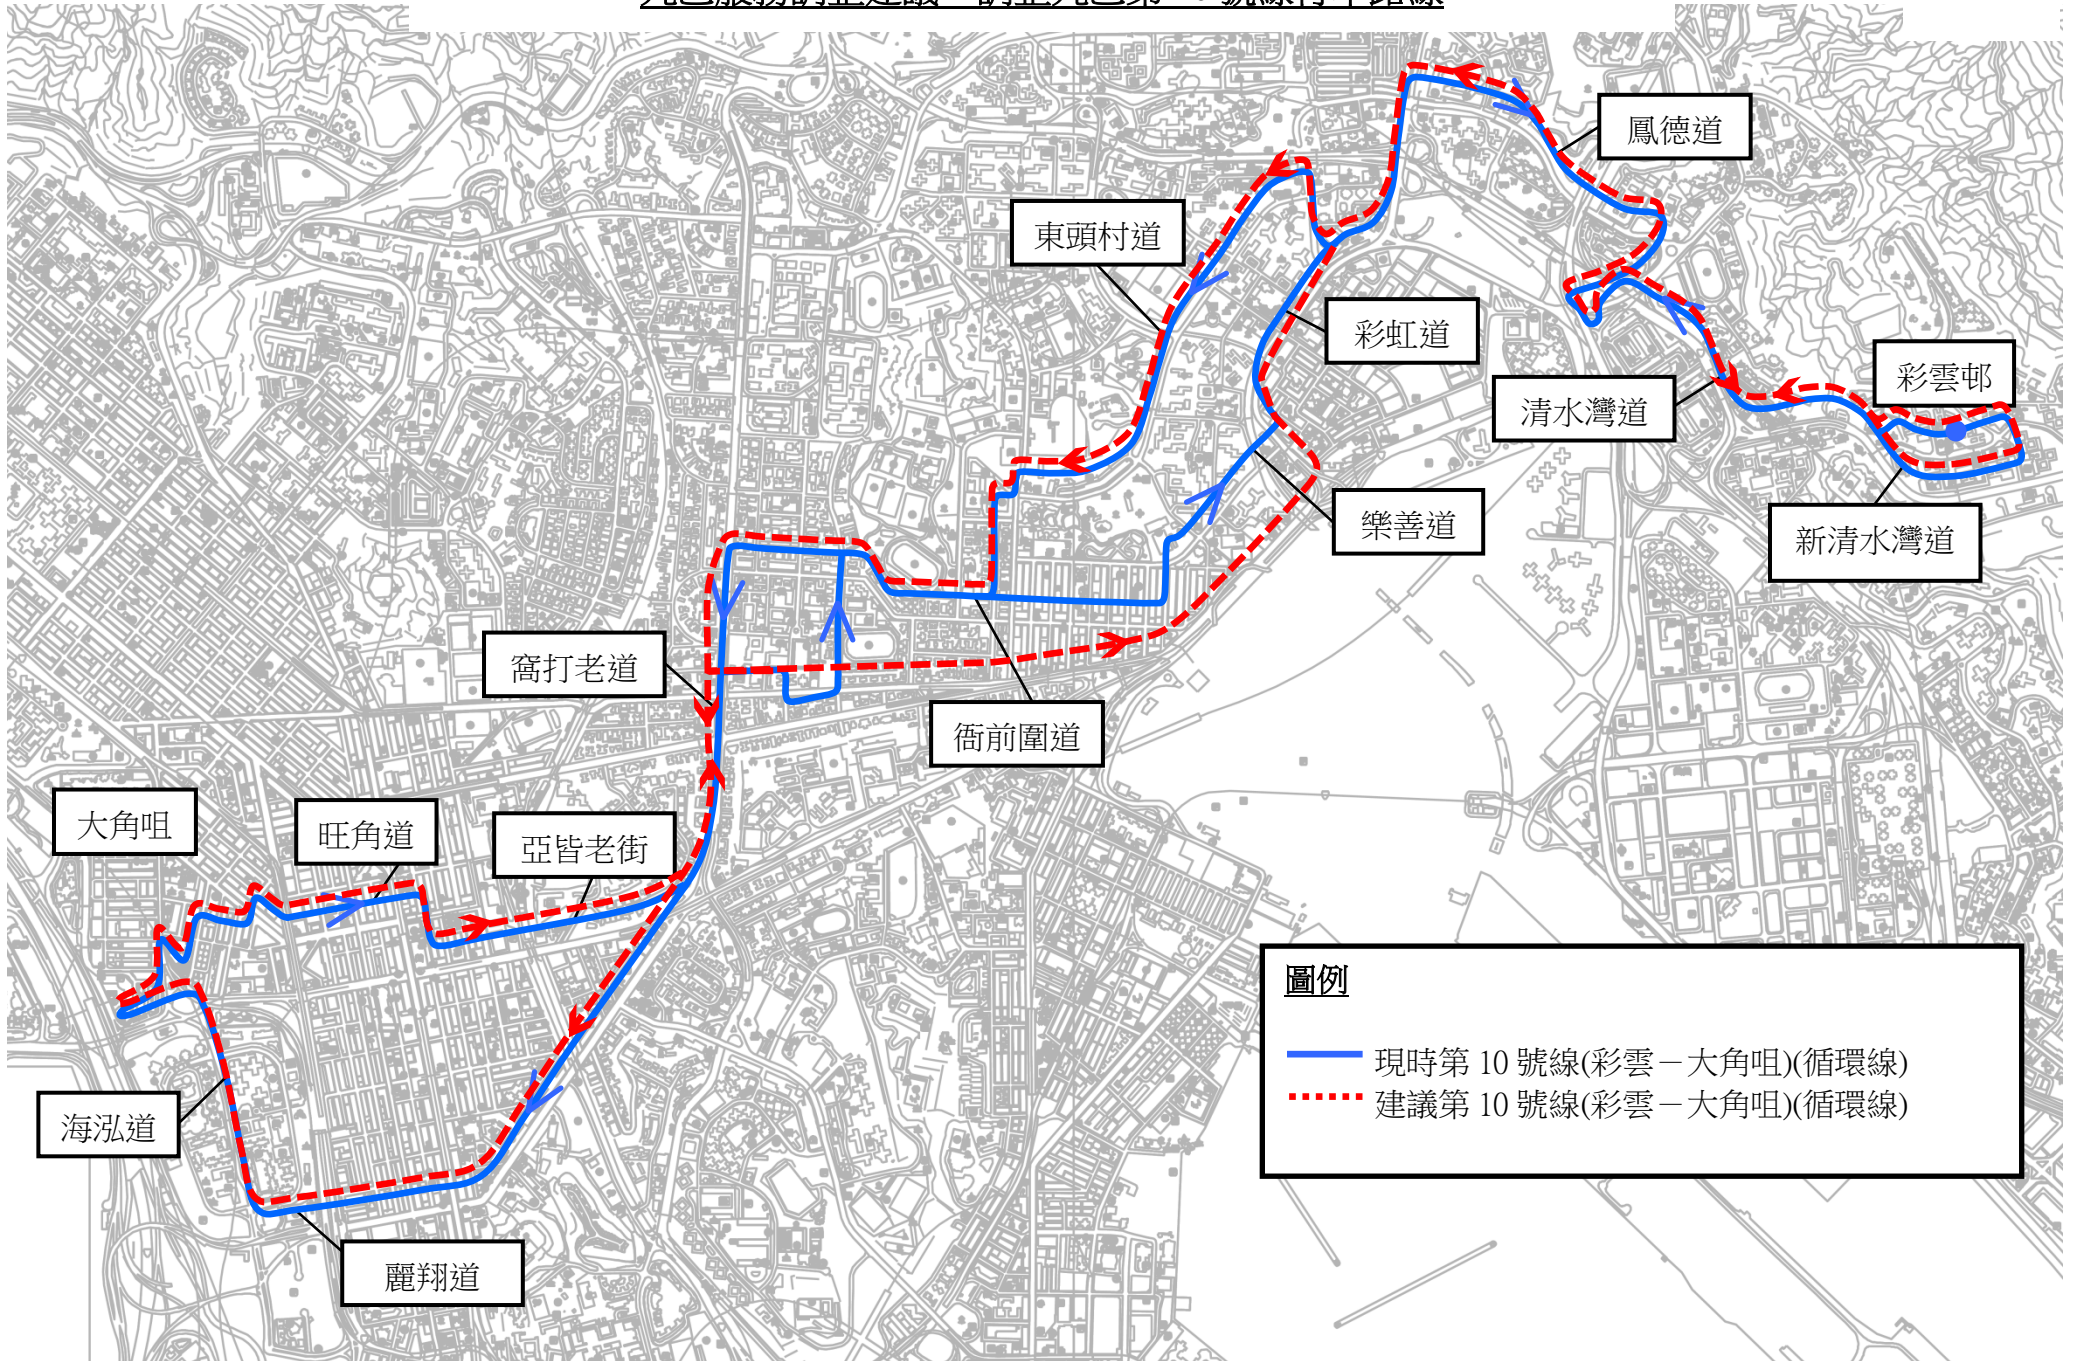 鳳德道
東頭村道
彩虹道
彩雲邨
清水灣道
樂善道
新清水灣道
窩打老道
衙前圍道
大角咀
旺角道
亞皆老街
圖例
現時第 10 號線(彩雲－大角咀)(循環線)
建議第 10 號線(彩雲－大角咀)(循環線)
海泓道
麗翔道